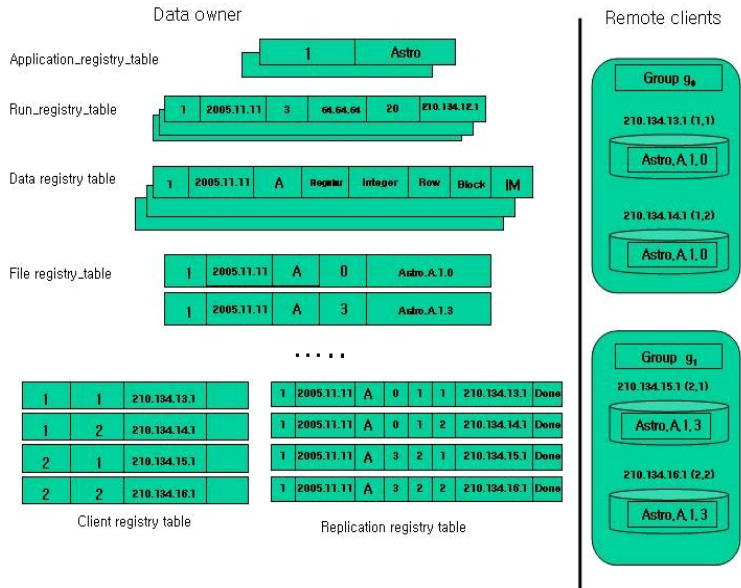 Data owner
Application_registry_table
1 Astro
Run_registry_table
1 2005.11.11 3 64.64.64 20 210.134.12.1
Data registry table
1 2005.11.11 A Regular Integer Row Block IM
File registry_table
1 2005.11.11 A 0 Astro.A.1.0
1 2005.11.11 A 3 Astro.A.1.3
.....
1 1 210.134.13.1
1 2 210.134.14.1
2 1 210.134.15.1
2 2 210.134.16.1
Client registry table
1 2005.11.11 A 0 1 1 210.134.13.1 Done
1 2005.11.11 A 0 1 2 210.134.14.1 Done
1 2005.11.11 A 3 2 1 210.134.15.1 Done
1 2005.11.11 A 3 2 2 210.134.16.1 Done
Replication registry table
Remote clients
Group g0
210.134.13.1 (1,1)
Astro,A,1,0
210.134.14.1 (1,2)
Astro,A,1,0
Group g1
210.134.15.1 (2,1)
Astro,A,1,3
210.134.16.1 (2,2)
Astro,A,1,3